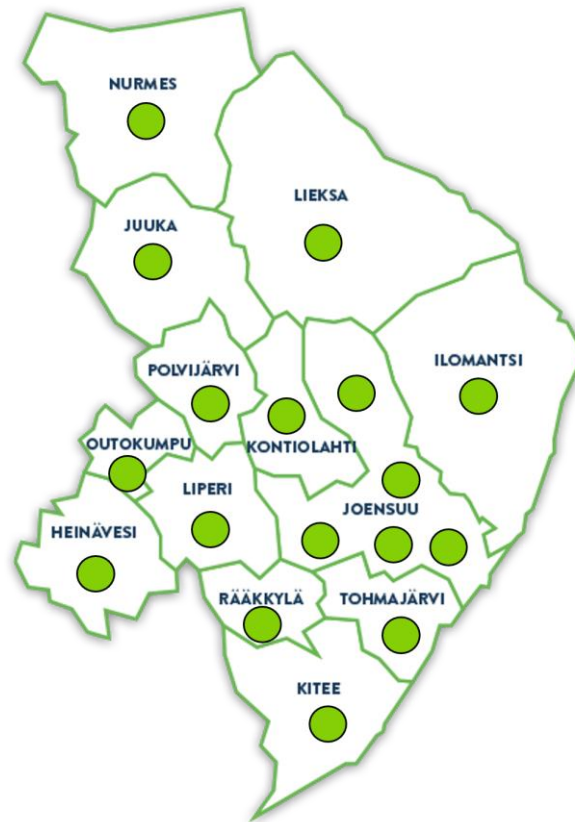 NURMES
LIEKSA
JUUKA
ILOMANTSI
POLVIJÄRVI
OUTOKUMPU
KONTIOLAHTI
LIPERI
JOENSUU
HEINÄVESI
RÄÄKKYLÄ
TOHMAJÄRVI
KITEE